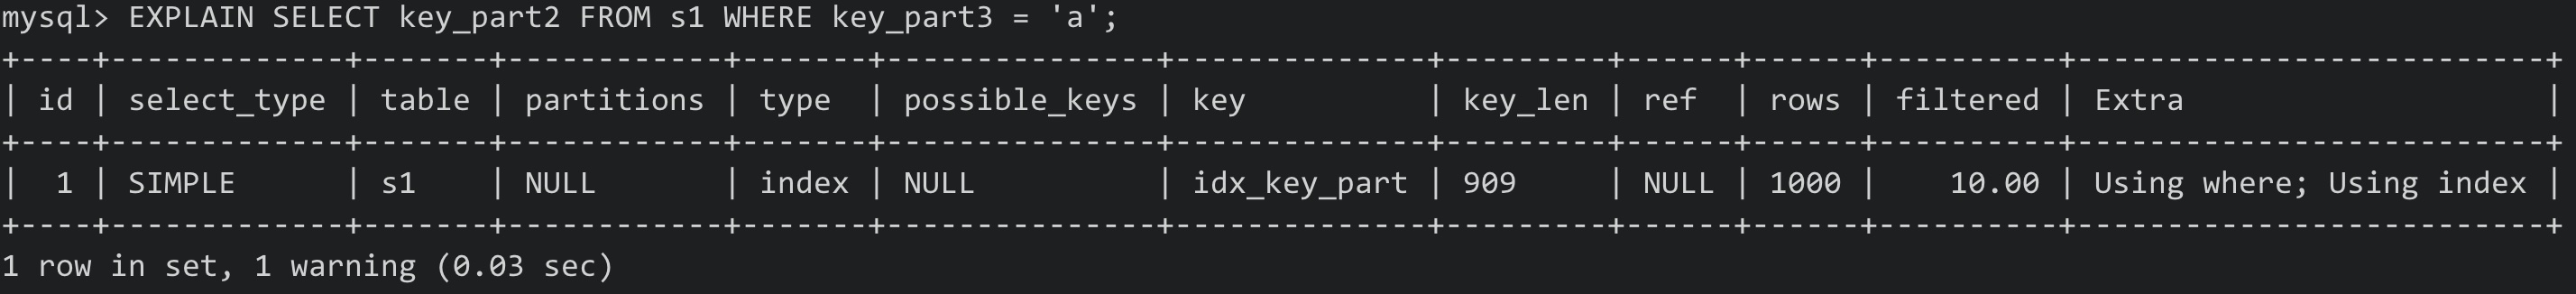 mysql> EXPLAIN SELECT key_part2 FROM s1 WHERE key_part3 = 'a';
+----+-------------+-------+------------+-------+---------------+--------------+---------+------+------+----------+--------------------------+
| id | select_type | table | partitions | type  | possible_keys | key          | key_len | ref  | rows | filtered | Extra                    |
+----+-------------+-------+------------+-------+---------------+--------------+---------+------+------+----------+--------------------------+
|  1 | SIMPLE      | s1    | NULL       | index | NULL          | idx_key_part | 909     | NULL | 1000 |    10.00 | Using where; Using index |
+----+-------------+-------+------------+-------+---------------+--------------+---------+------+------+----------+--------------------------+
1 row in set, 1 warning (0.03 sec)